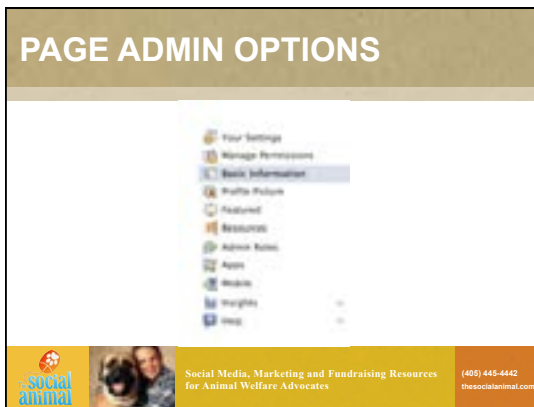 PAGE ADMIN OPTIONS
Your Settings
Manage Permissions
Basic Information
Profile Picture
Featured
Resources
Admin Roles
Apps
Mobile
Insights
Help
social
animal
Social Media, Marketing and Fundraising Resources
for Animal Welfare Advocates
(405) 445-4442
thesocialanimal.com